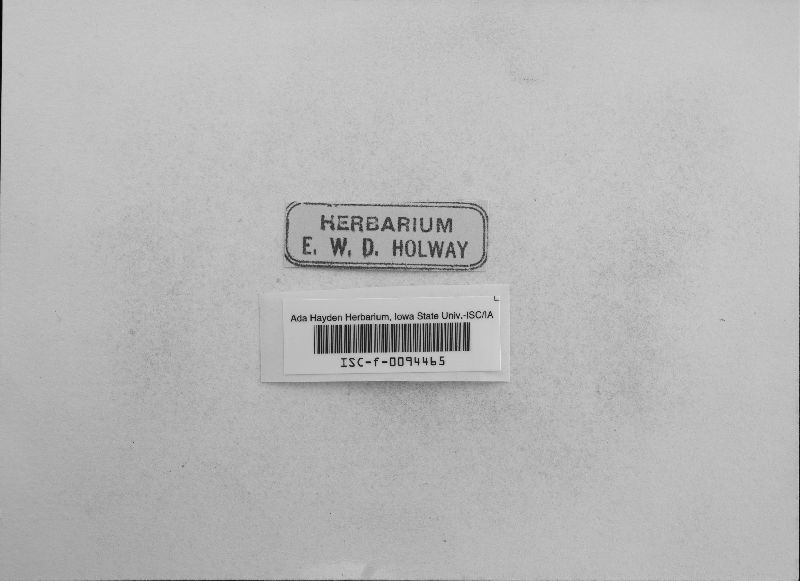 HERBARIUM
E. W. D. HOLWAY
Ada Hayden Herbarium, Iowa State Univ.-ISC/IA
ISC-f-0094465